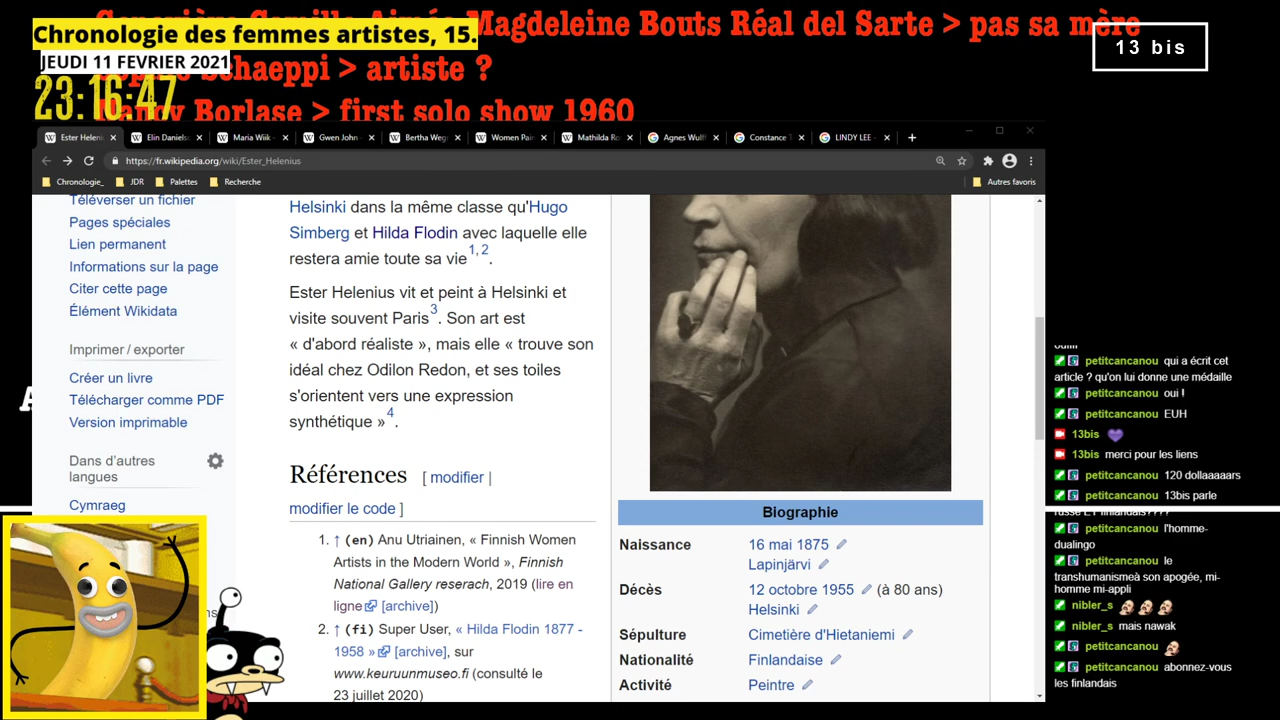 Magdeleine Bouts Réal del Sarte > pas sa mère
Chronologie des femmes artistes, 15.
13 bis
JEUDI 11 FEVRIER 2021
Schaeppi > artiste ?
23:16:47
Nancy Borlase > first solo show 1960
Ester Heleni
Elin Daniels
Maria Wiik -
Gwen John -
Bertha Weg
Women Pain
Mathilda Ro
Agnes Wulff
Constance T
LINDY LEE -
https://fr.wikipedia.org/wiki/Ester_Helenius
Chronologie_
JDR
Palettes
Recherche
Autres favoris
Téléverser un fichier
Pages spéciales
Lien permanent
Informations sur la page
Citer cette page
Élément Wikidata
Imprimer / exporter
Créer un livre
Télécharger comme PDF
Version imprimable
Dans d'autres
langues
Cymraeg
Helsinki dans la même classe qu'Hugo
Simberg et Hilda Flodin avec laquelle elle
restera amie toute sa vie1, 2.
Ester Helenius vit et peint à Helsinki et
visite souvent Paris3. Son art est
« d'abord réaliste », mais elle « trouve son
idéal chez Odilon Redon, et ses toiles
s'orientent vers une expression
synthétique »4.
Références [ modifier |
modifier le code ]
1. ↑ (en) Anu Utriainen, « Finnish Women
Artists in the Modern World », Finnish
National Gallery reserach, 2019 (lire en
ligne [archive])
2. ↑ (fi) Super User, « Hilda Flodin 1877 -
1958 » [archive], sur
www.keuruunmuseo.fi (consulté le
23 juillet 2020)
Biographie
Naissance 16 mai 1875
Lapinjärvi
Décès 12 octobre 1955 (à 80 ans)
Helsinki
Sépulture Cimetière d'Hietaniemi
Nationalité Finlandaise
Activité Peintre
petitcancanou qui a écrit cet
article ? qu'on lui donne une médaille
petitcancanou oui !
petitcancanou EUH
13bis
13bis merci pour les liens
petitcancanou 120 dollaaaaars
petitcancanou 13bis parle
russe ET finlandais????
petitcancanou l'homme-
dualingo
petitcancanou le
transhumanismeà son apogée, mi-
homme mi-appli
nibler_s
nibler_s mais nawak
petitcancanou
petitcancanou abonnez-vous
les finlandais